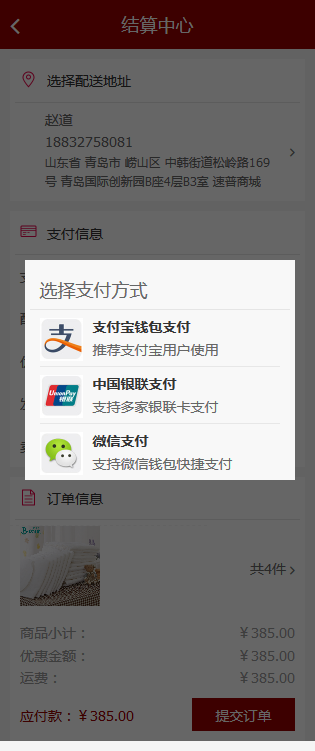 结算中心
选择配送地址
赵道
18832758081
山东省 青岛市 崂山区 中韩街道松岭路169
号 青岛国际创新园B座4层B3室 速普商城
支付信息
选择支付方式
支付宝钱包支付
推荐支付宝用户使用
UnionPay
银联
中国银联支付
支持多家银联卡支付
微信支付
支持微信钱包快捷支付
订单信息
共4件
商品小计：
￥385.00
优惠金额：
￥385.00
运费：
￥385.00
应付款：￥385.00
提交订单